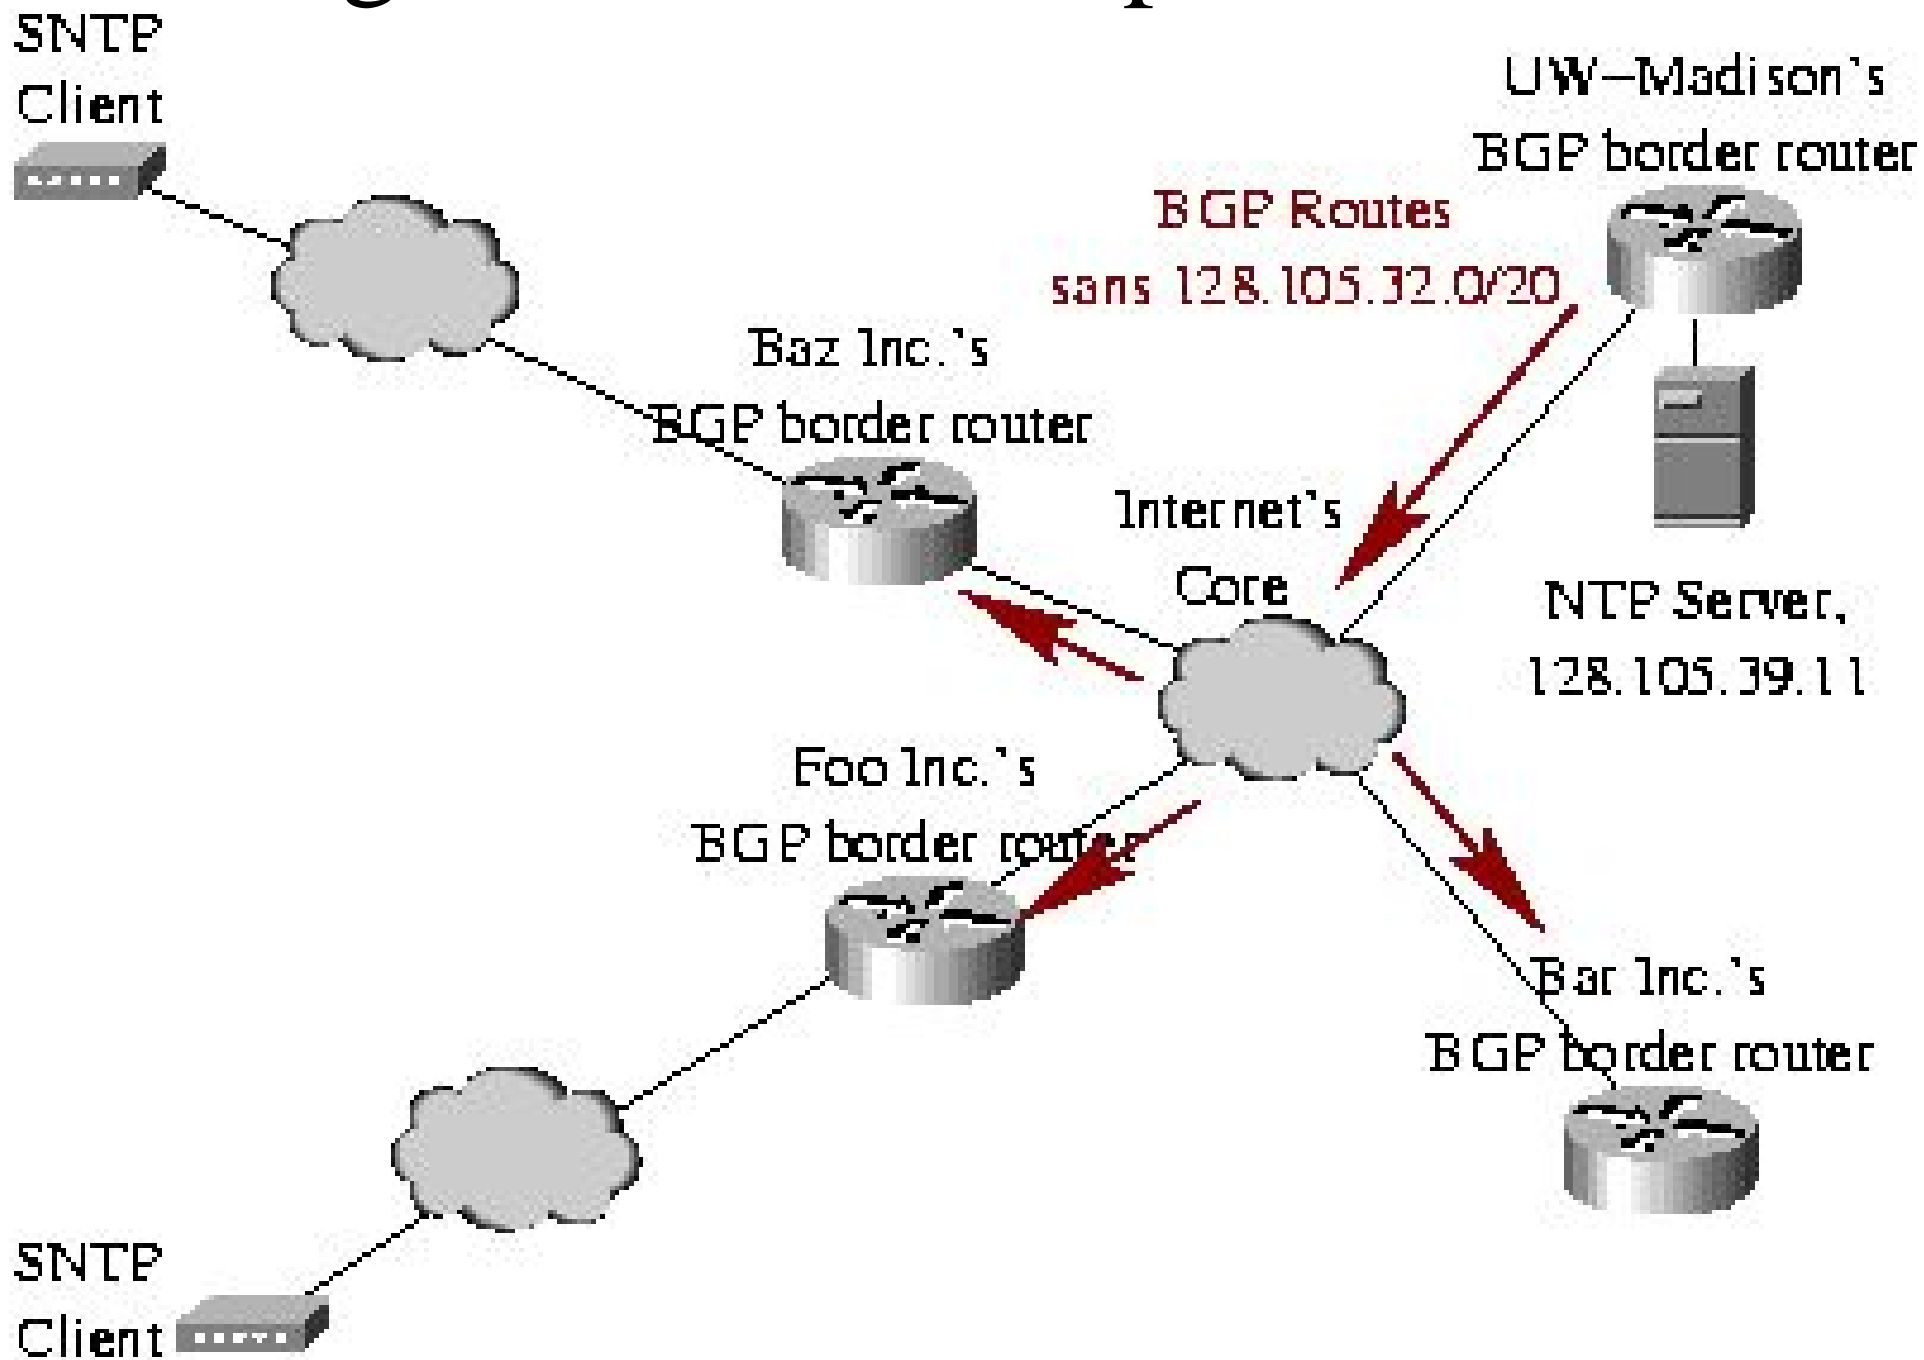 SNTP
Client
UW-Madison's
BGP border router
BGP Routes
sans 128.105.32.0/20
Baz Inc.'s
BGP border router
Internet's
Core
NTP Server,
128.105.39.11
Foo Inc.'s
BGP border router
Bar Inc.'s
BGP border router
SNTP
Client